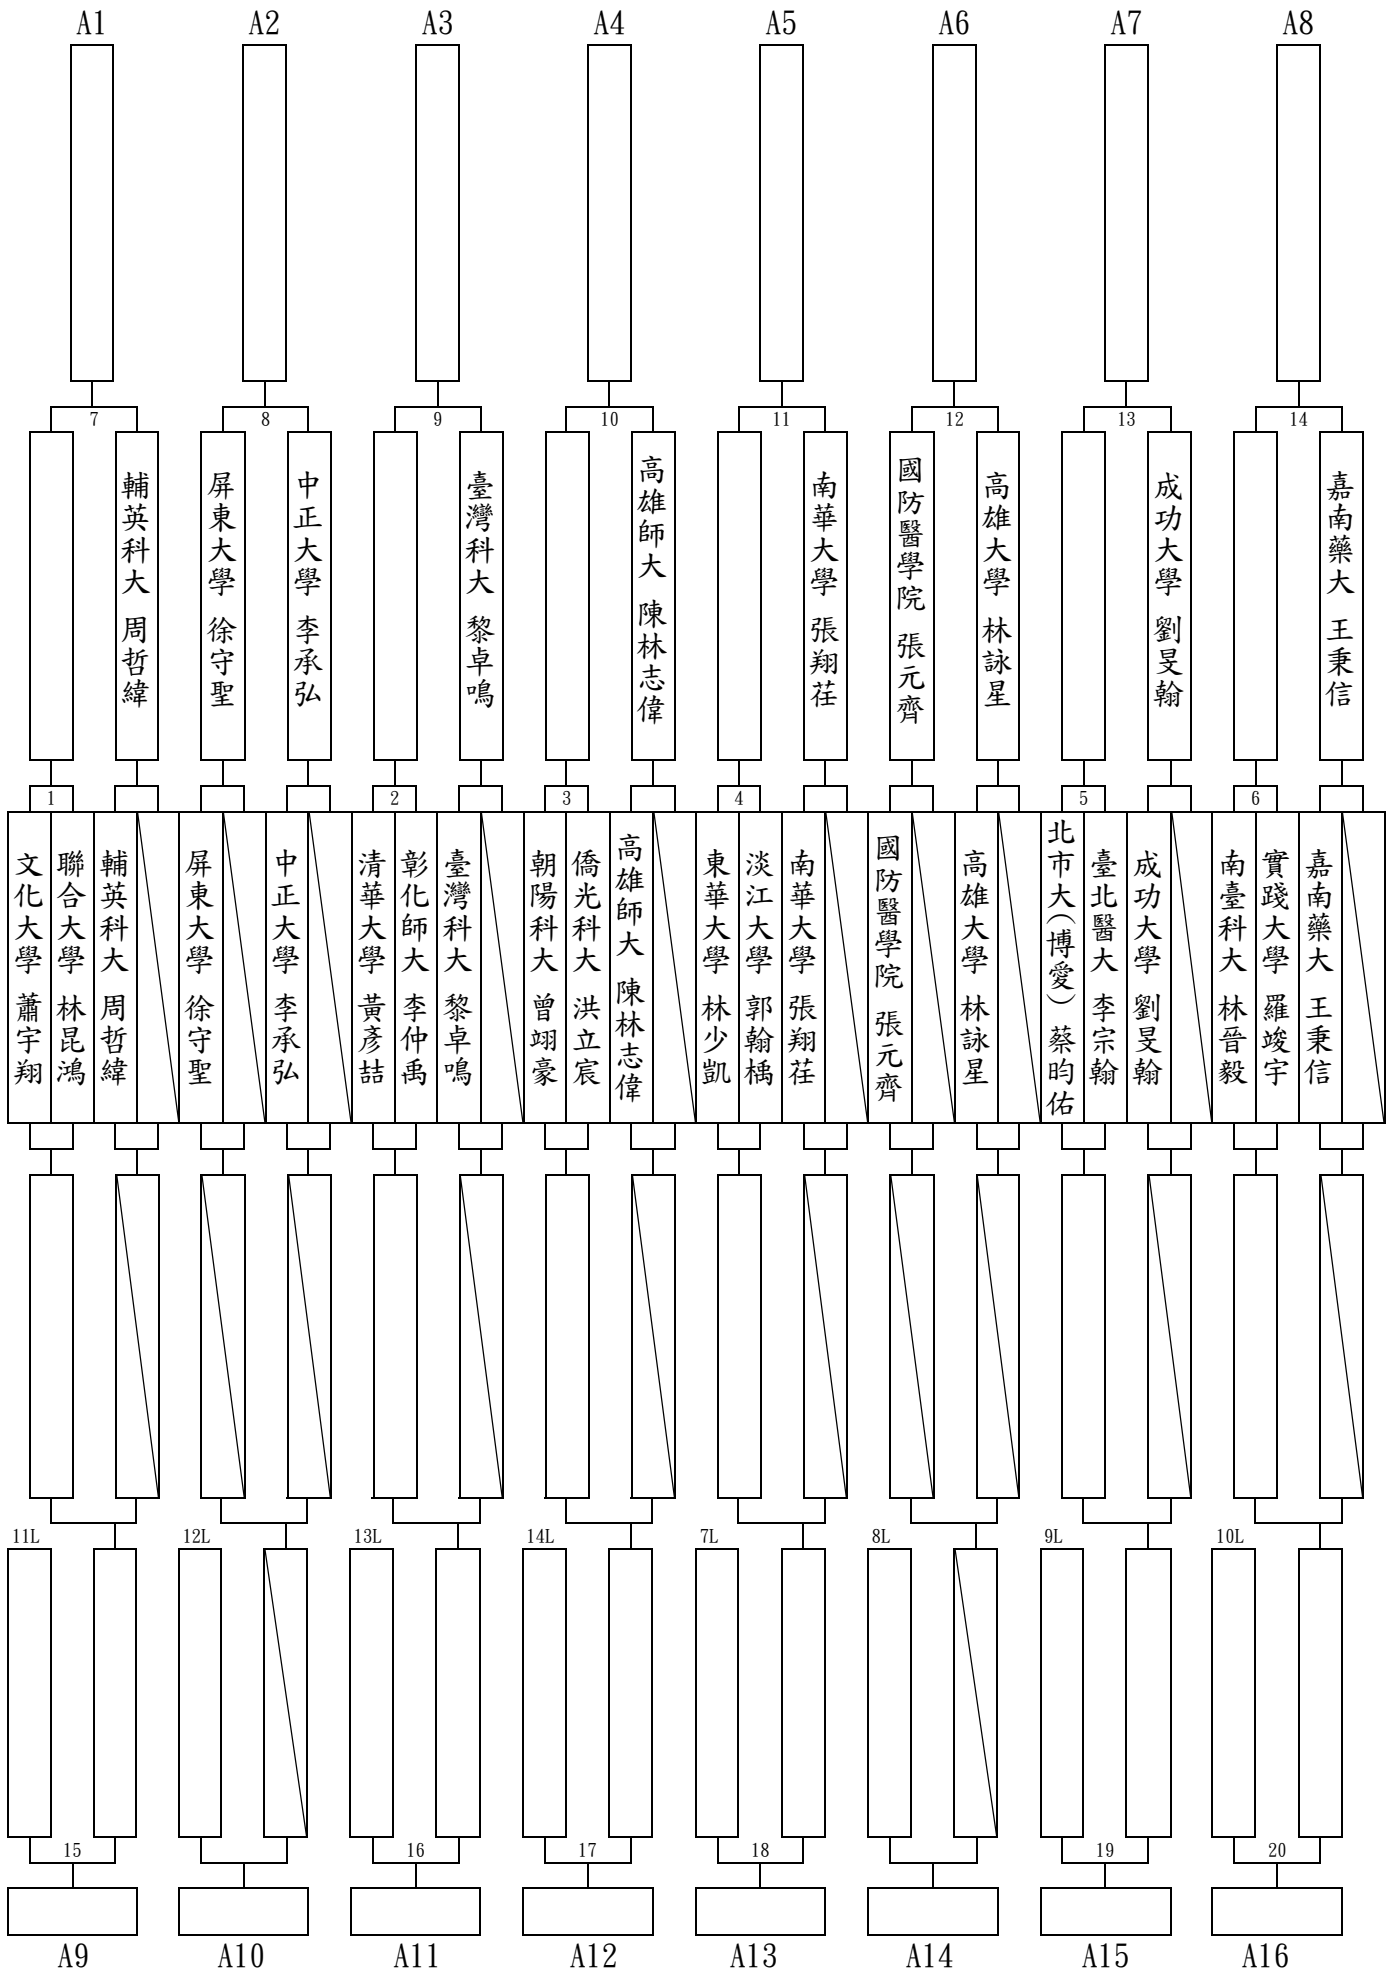 A1 A2 A3 A4 A5 A6 A7 A8
7 8 9 10 11 12 13 14
輔英科大 周哲緯
屏東大學 徐守聖
中正大學 李承弘
臺灣科大 黎卓鳴
高雄師大 陳林志偉
南華大學 張翔荏
國防醫學院 張元齊
高雄大學 林詠星
成功大學 劉旻翰
嘉南藥大 王秉信
1 2 3 4 5 6
文化大學 蕭宇翔
聯合大學 林昆鴻
輔英科大 周哲緯
屏東大學 徐守聖
中正大學 李承弘
清華大學 黃彥喆
彰化師大 李仲禹
臺灣科大 黎卓鳴
朝陽科大 曾翊豪
僑光科大 洪立宸
高雄師大 陳林志偉
東華大學 林少凱
淡江大學 郭翰楀
南華大學 張翔荏
國防醫學院 張元齊
高雄大學 林詠星
北市大(博愛) 蔡昀佑
臺北醫大 李宗翰
成功大學 劉旻翰
南臺科大 林晉毅
實踐大學 羅竣宇
嘉南藥大 王秉信
11L 12L 13L 14L 7L 8L 9L 10L
15 16 17 18 19 20
A9 A10 A11 A12 A13 A14 A15 A16